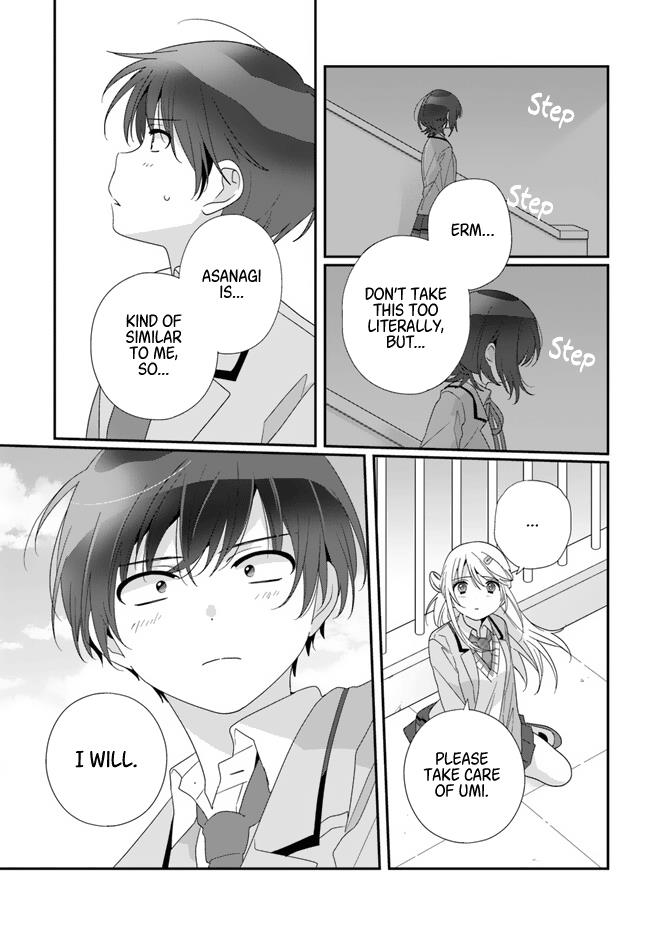 Step
Step
ERM...
DON'T TAKE
THIS TOO
LITERALLY,
BUT...
Step
ASANAGI
IS...
KIND OF
SIMILAR
TO ME,
SO...
...
PLEASE
TAKE CARE
OF UMI.
I WILL.